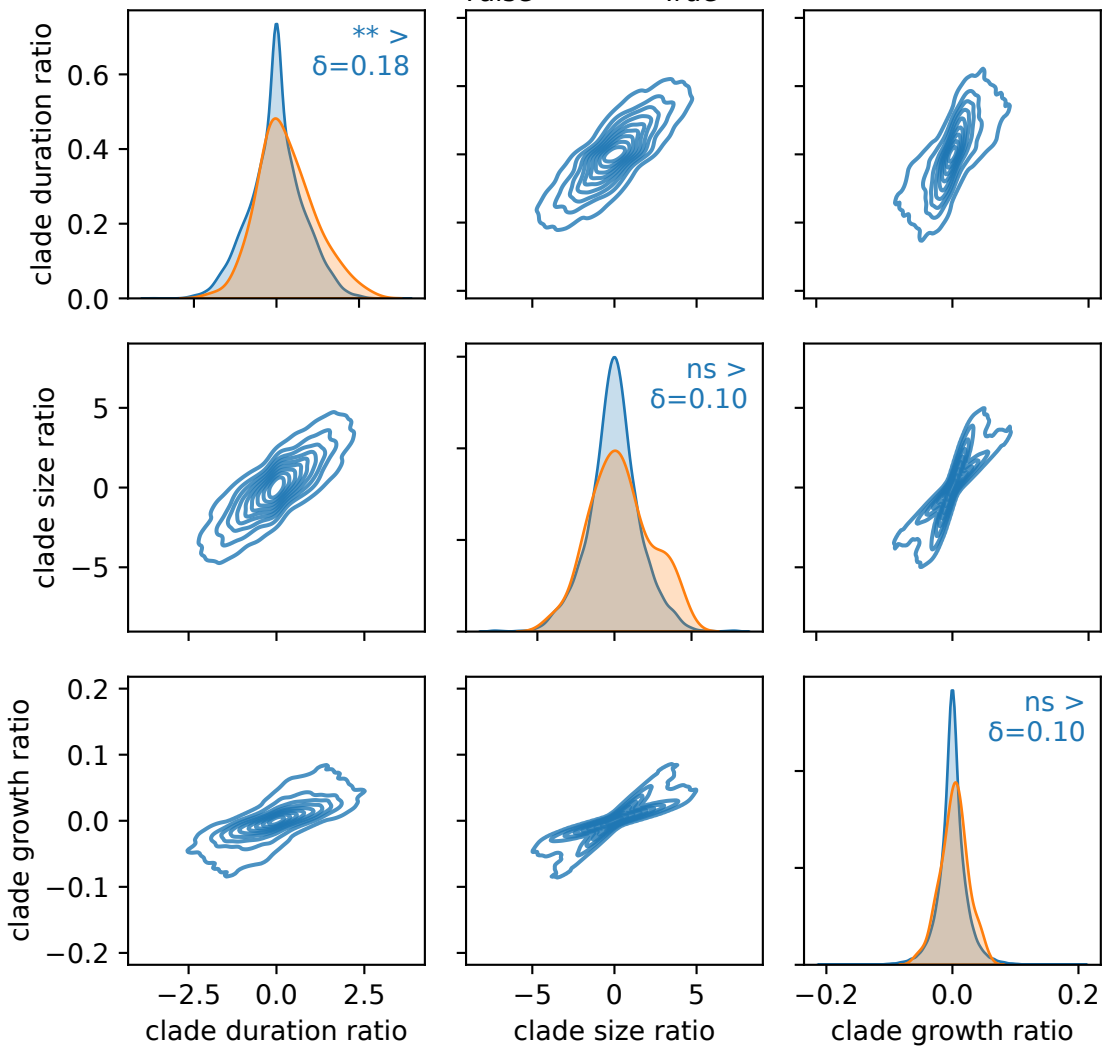 ** >
δ=0.18
clade duration ratio
0.6
0.4
0.2
0.0
ns >
δ=0.10
clade size ratio
5
0
−5
ns >
δ=0.10
clade growth ratio
0.2
0.1
0.0
−0.1
−0.2
−2.5 0.0 2.5
−5 0 5
−0.2 0.0 0.2
clade duration ratio
clade size ratio
clade growth ratio